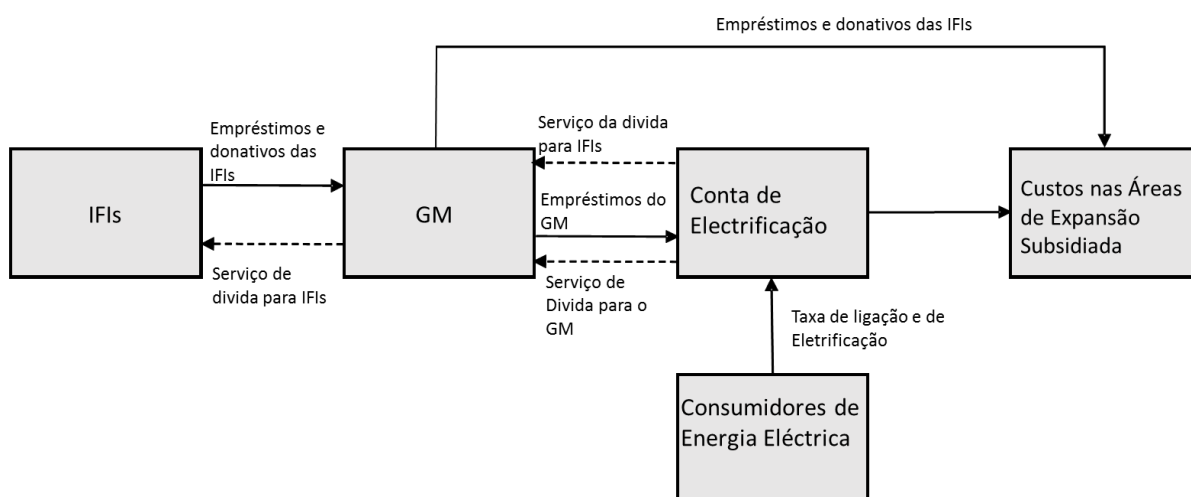 Empréstimos e donativos das IFIs
Empréstimos e
donativos das
IFIs
Serviço da divida
para IFIs
IFIs
GM
Empréstimos do
GM
Conta de
Electrificação
Custos nas Áreas
de Expansão
Subsidiada
Serviço de
divida para IFIs
Serviço de
Divida para o
GM
Taxa de ligação e de
Eletrificação
Consumidores de
Energia Eléctrica